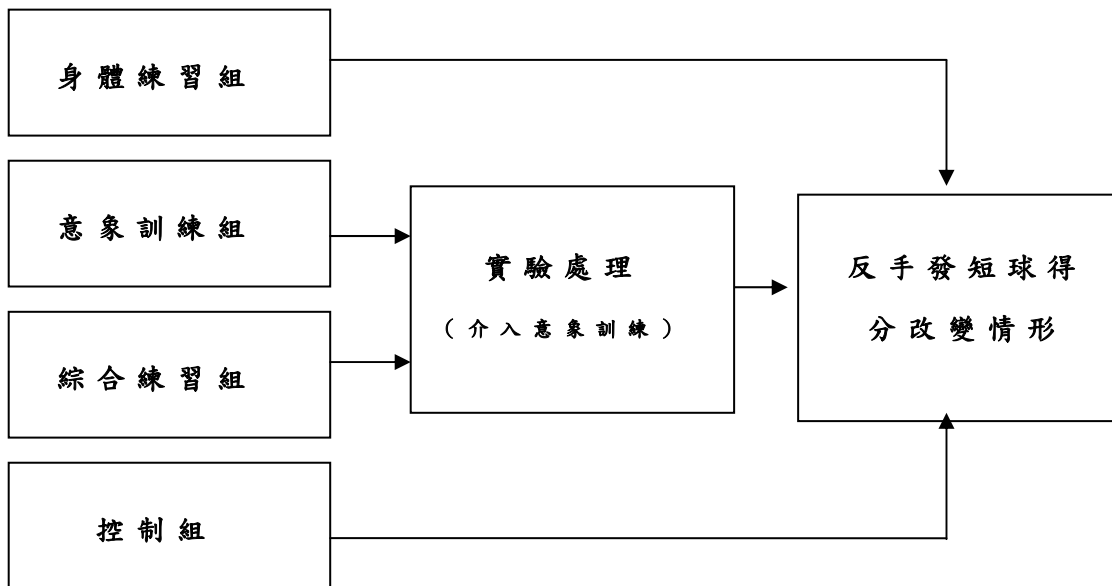 身體練習組
意象訓練組
綜合練習組
控制組
實驗處理
（介入意象訓練）
反手發短球得
分改變情形